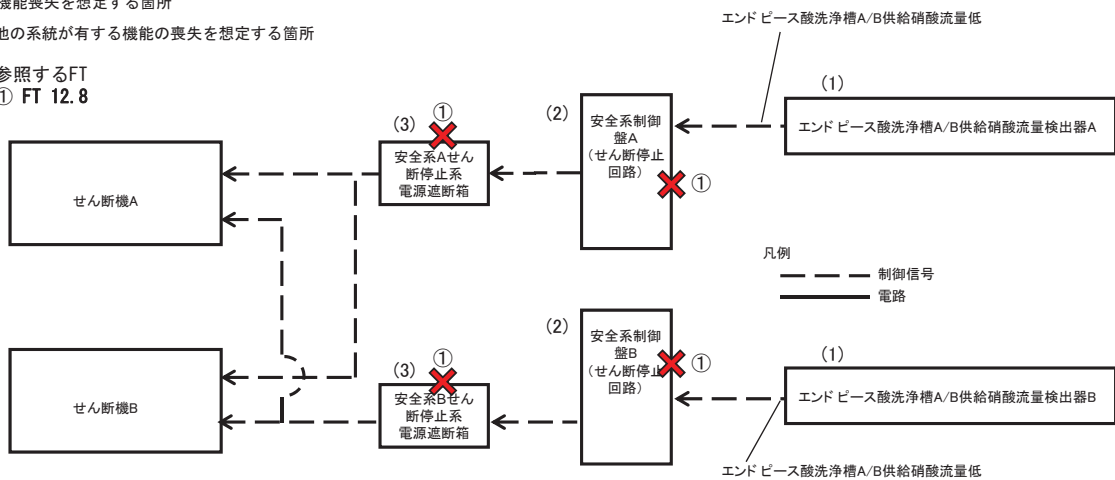 機能喪失を想定する箇所
他の系統が有する機能の喪失を想定する箇所
参照するFT
① FT 12.8
エンドピース酸洗浄槽A/B供給硝酸流量低
(1)
エンドピース酸洗浄槽A/B供給硝酸流量検出器A
(2)
安全系制御
盤A
(せん断停止
回路)
①
(3)
①
安全系Aせん
断停止系
電源遮断箱
せん断機A
凡例
制御信号
電路
(2)
安全系制御
盤B
(せん断停止
回路)
①
(1)
エンドピース酸洗浄槽A/B供給硝酸流量検出器B
(3)
①
安全系Bせん
断停止系
電源遮断箱
せん断機B
エンドピース酸洗浄槽A/B供給硝酸流量低